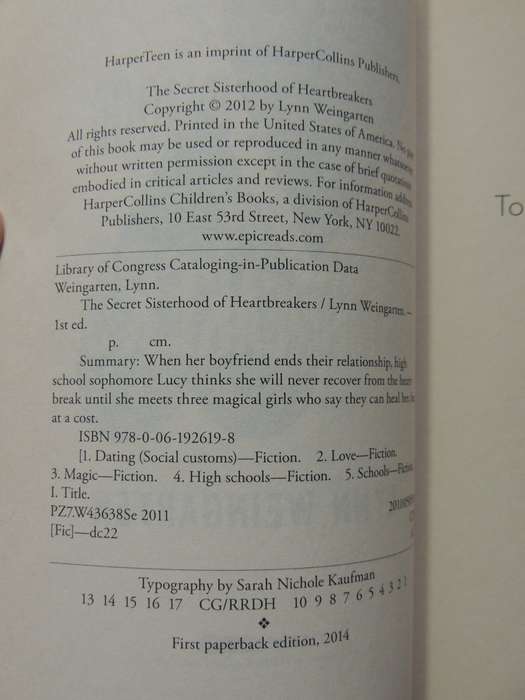 HarperTeen is an imprint of HarperCollins Publishers.
The Secret Sisterhood of Heartbreakers
Copyright © 2012 by Lynn Weingarten
All rights reserved. Printed in the United States of America. No
of this book may be used or reproduced in any manner whatsoever
without written permission except in the case of brief quotations
embodied in critical articles and reviews. For information address
HarperCollins Children's Books, a division of HarperCollins
Publishers, 10 East 53rd Street, New York, NY 10022.
www.epicreads.com
Library of Congress Cataloging-in-Publication Data
Weingarten, Lynn.
The Secret Sisterhood of Heartbreakers / Lynn Weingarten. –
1st ed.
p. cm.
Summary: When her boyfriend ends their relationship, high
school sophomore Lucy thinks she will never recover from the
break until she meets three magical girls who say they can heal her
at a cost.
ISBN 978-0-06-192619-8
[1. Dating (Social customs)—Fiction. 2. Love—Fiction.
3. Magic—Fiction. 4. High schools—Fiction. 5. Schools—Fiction.
I. Title.
PZ7.W43638Se 2011
[Fic]—dc22
Typography by Sarah Nichole Kaufman
13 14 15 16 17 CG/RRDH 10 9 8 7 6 5 4 3 2 1
❖
First paperback edition, 2014
To